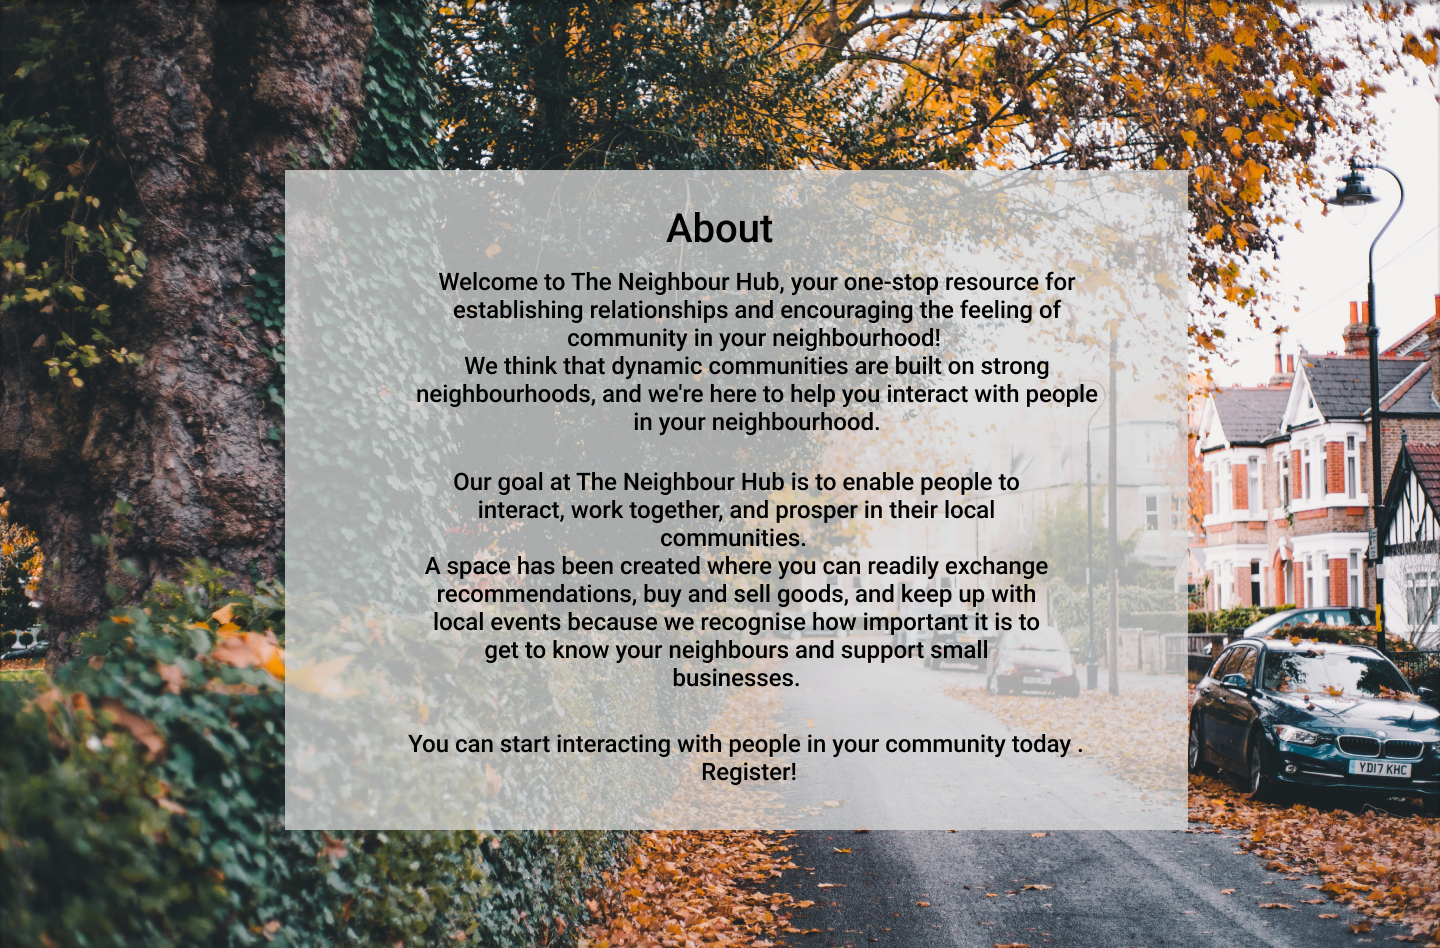 About
Welcome to The Neighbour Hub, your one-stop resource for
establishing relationships and encouraging the feeling of
community in your neighbourhood!
We think that dynamic communities are built on strong
neighbourhoods, and we're here to help you interact with people
in your neighbourhood.
Our goal at The Neighbour Hub is to enable people to
interact, work together, and prosper in their local
communities.
A space has been created where you can readily exchange
recommendations, buy and sell goods, and keep up with
local events because we recognise how important it is to
get to know your neighbours and support small
businesses.
You can start interacting with people in your community today .
Register!
YD17 KHC